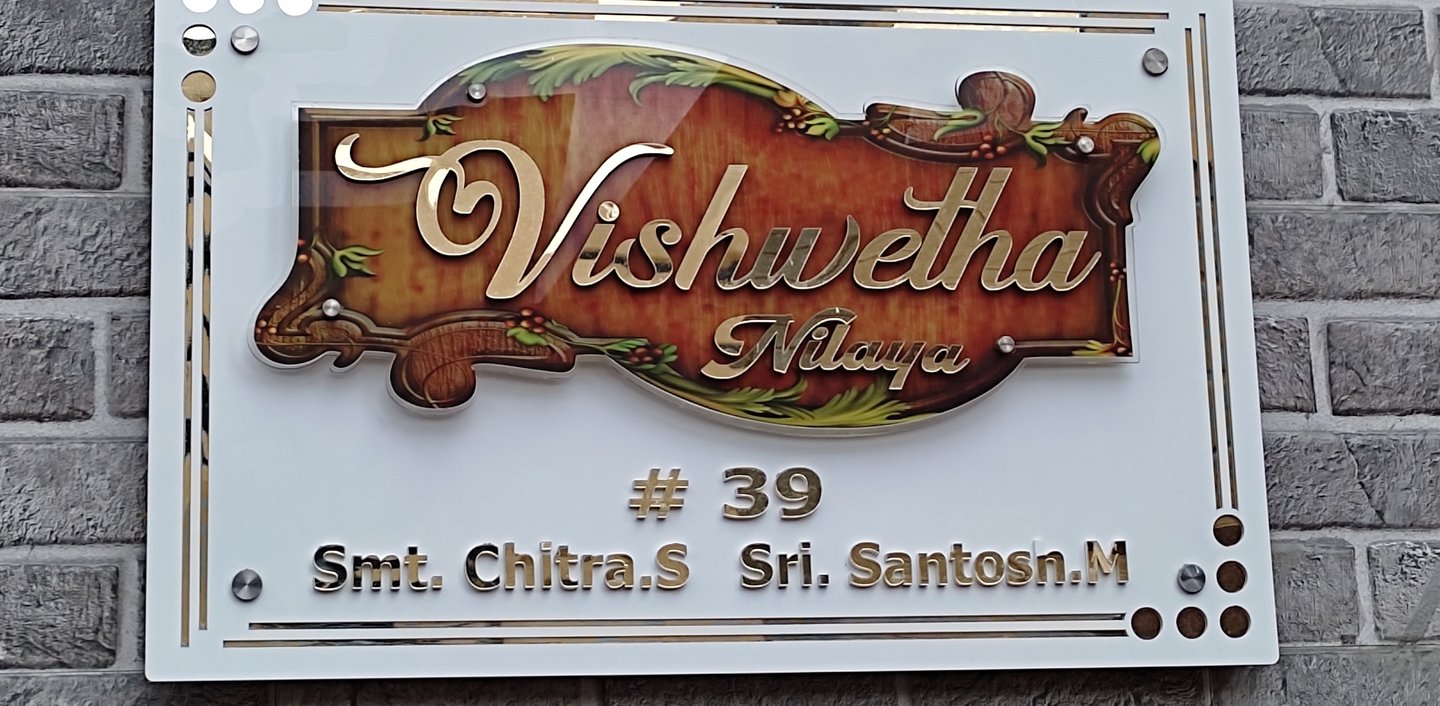 Vishwetha
Nilaya
# 39
Smt. Chitra.S Sri. Santosh.M